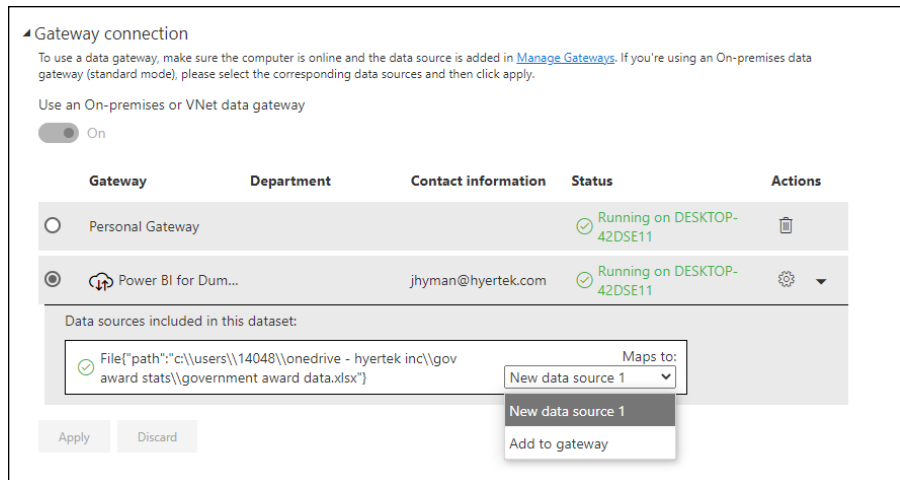 Gateway connection
To use a data gateway, make sure the computer is online and the data source is added in Manage Gateways. If you're using an On-premises data
gateway (standard mode), please select the corresponding data sources and then click apply.
Use an On-premises or VNet data gateway
On
Gateway Department Contact information Status Actions
Personal Gateway Running on DESKTOP-
42DSE11
Power BI for Dum... jhyman@hyertek.com Running on DESKTOP-
42DSE11
Data sources included in this dataset:
File{"path":"c:\\users\\14048\\onedrive - hyertek inc\\gov
award stats\\government award data.xlsx"}
Maps to:
New data source 1
New data source 1
Add to gateway
Apply Discard